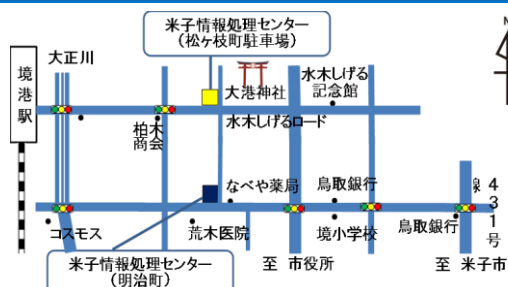 米子情報処理センター
(松ヶ枝町駐車場)
N
大正川
境港駅
大港神社
水木しげる
記念館
柏木
商会
水木しげるロード
なべや薬局
鳥取銀行
431号
線
コスモス
荒木医院
境小学校
鳥取銀行
米子情報処理センター
(明治町)
至 市役所
至 米子市